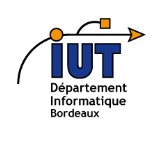 IUT
Département
Informatique
Bordeaux